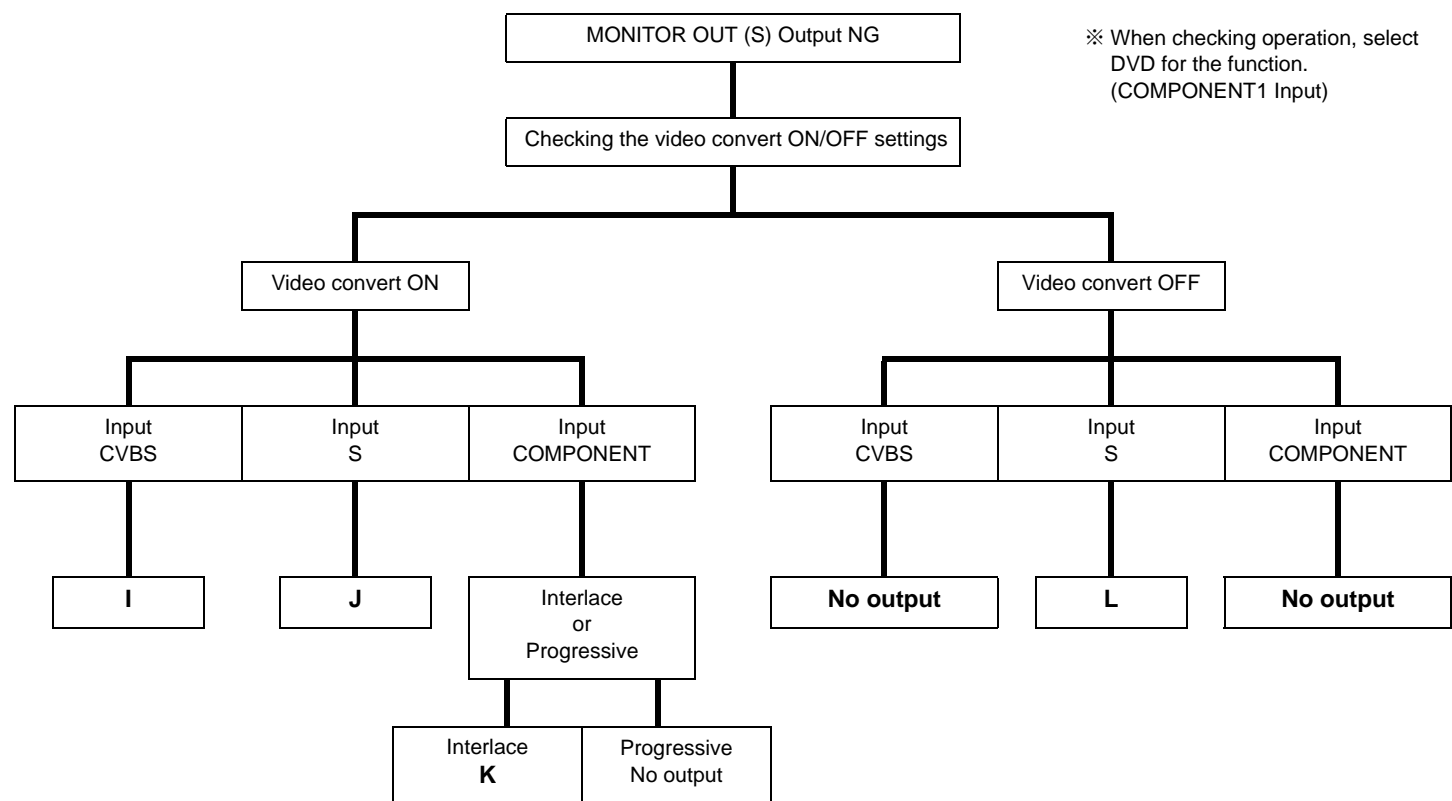 MONITOR OUT (S) Output NG
※ When checking operation, select
DVD for the function.
(COMPONENT1 Input)
Checking the video convert ON/OFF settings
Video convert ON
Video convert OFF
Input
CVBS
Input
S
Input
COMPONENT
Input
CVBS
Input
S
Input
COMPONENT
I
J
Interlace
or
Progressive
No output
L
No output
Interlace
K
Progressive
No output